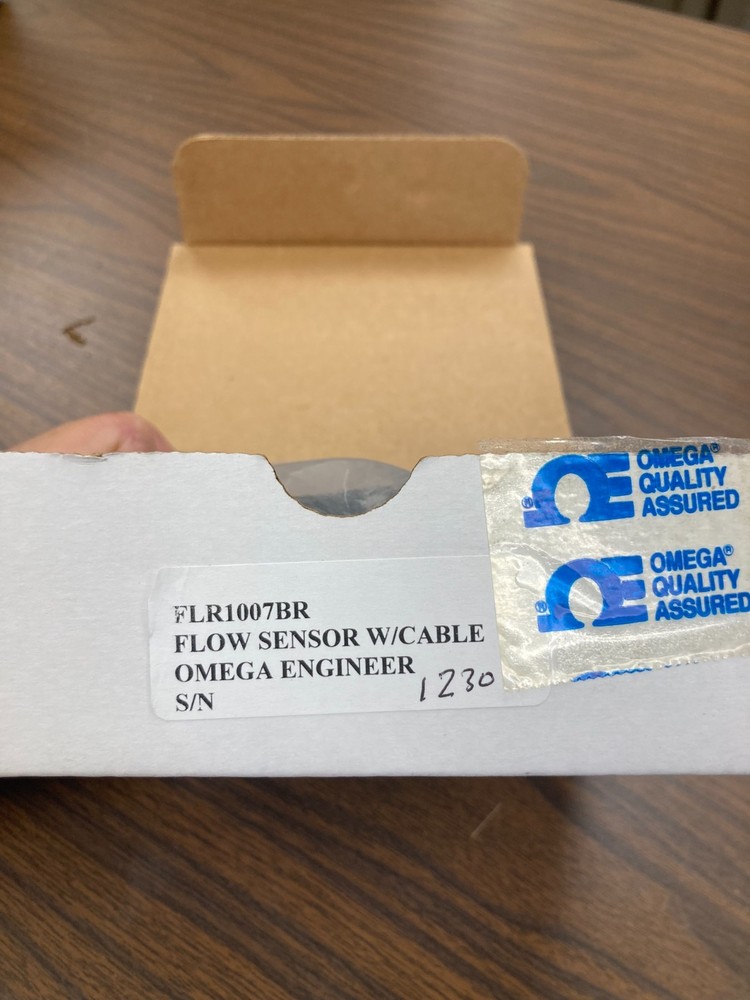 FLR1007BR
FLOW SENSOR W/CABLE
OMEGA ENGINEER
S/N
1230
OMEGA®
QUALITY
ASSURED
OMEGA®
QUALITY
ASSURED